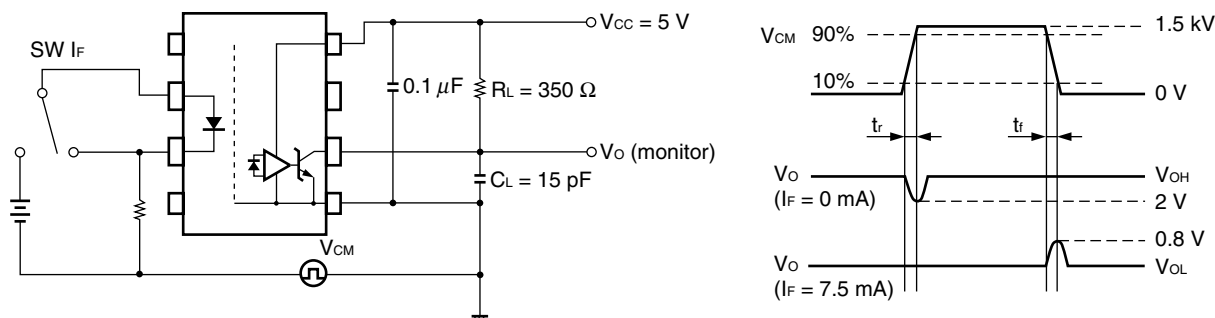 SW IF
VCC = 5 V
0.1 μF
RL = 350 Ω
VO (monitor)
CL = 15 pF
VCM
VCM
90%
10%
1.5 kV
0 V
tr
tf
VO
(IF = 0 mA)
VOH
2 V
0.8 V
VO
(IF = 7.5 mA)
VOL